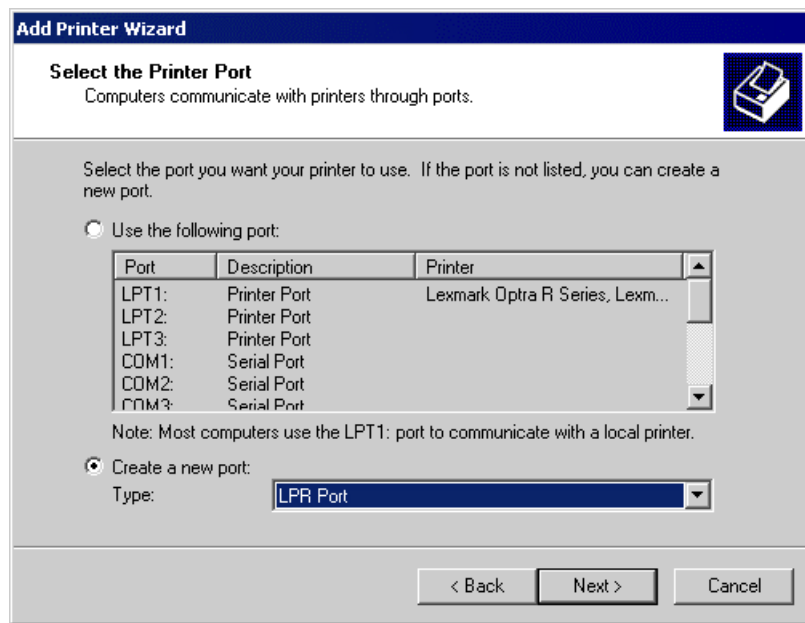 Add Printer Wizard
Select the Printer Port
Computers communicate with printers through ports.
Select the port you want your printer to use.  If the port is not listed, you can create a
new port.
Use the following port:
Port Description Printer
LPT1: Printer Port Lexmark Optra R Series, Lexm...
LPT2: Printer Port
LPT3: Printer Port
COM1: Serial Port
COM2: Serial Port
COM3: Serial Port
Note: Most computers use the LPT1: port to communicate with a local printer.
Create a new port:
Type: LPR Port
< Back Next > Cancel